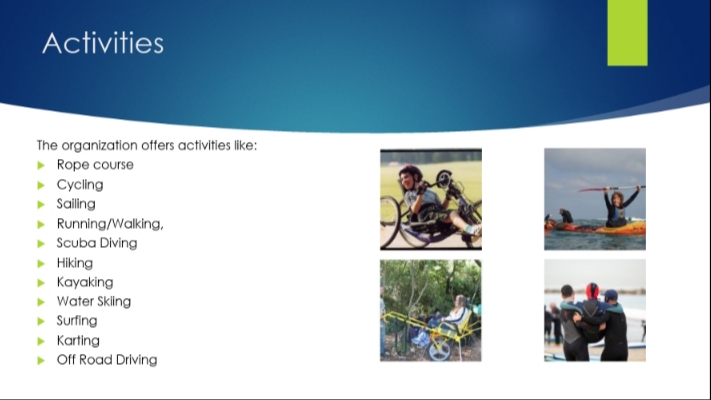 Activities
The organization offers activities like:
Rope course
Cycling
Sailing
Running/Walking,
Scuba Diving
Hiking
Kayaking
Water Skiing
Surfing
Karting
Off Road Driving